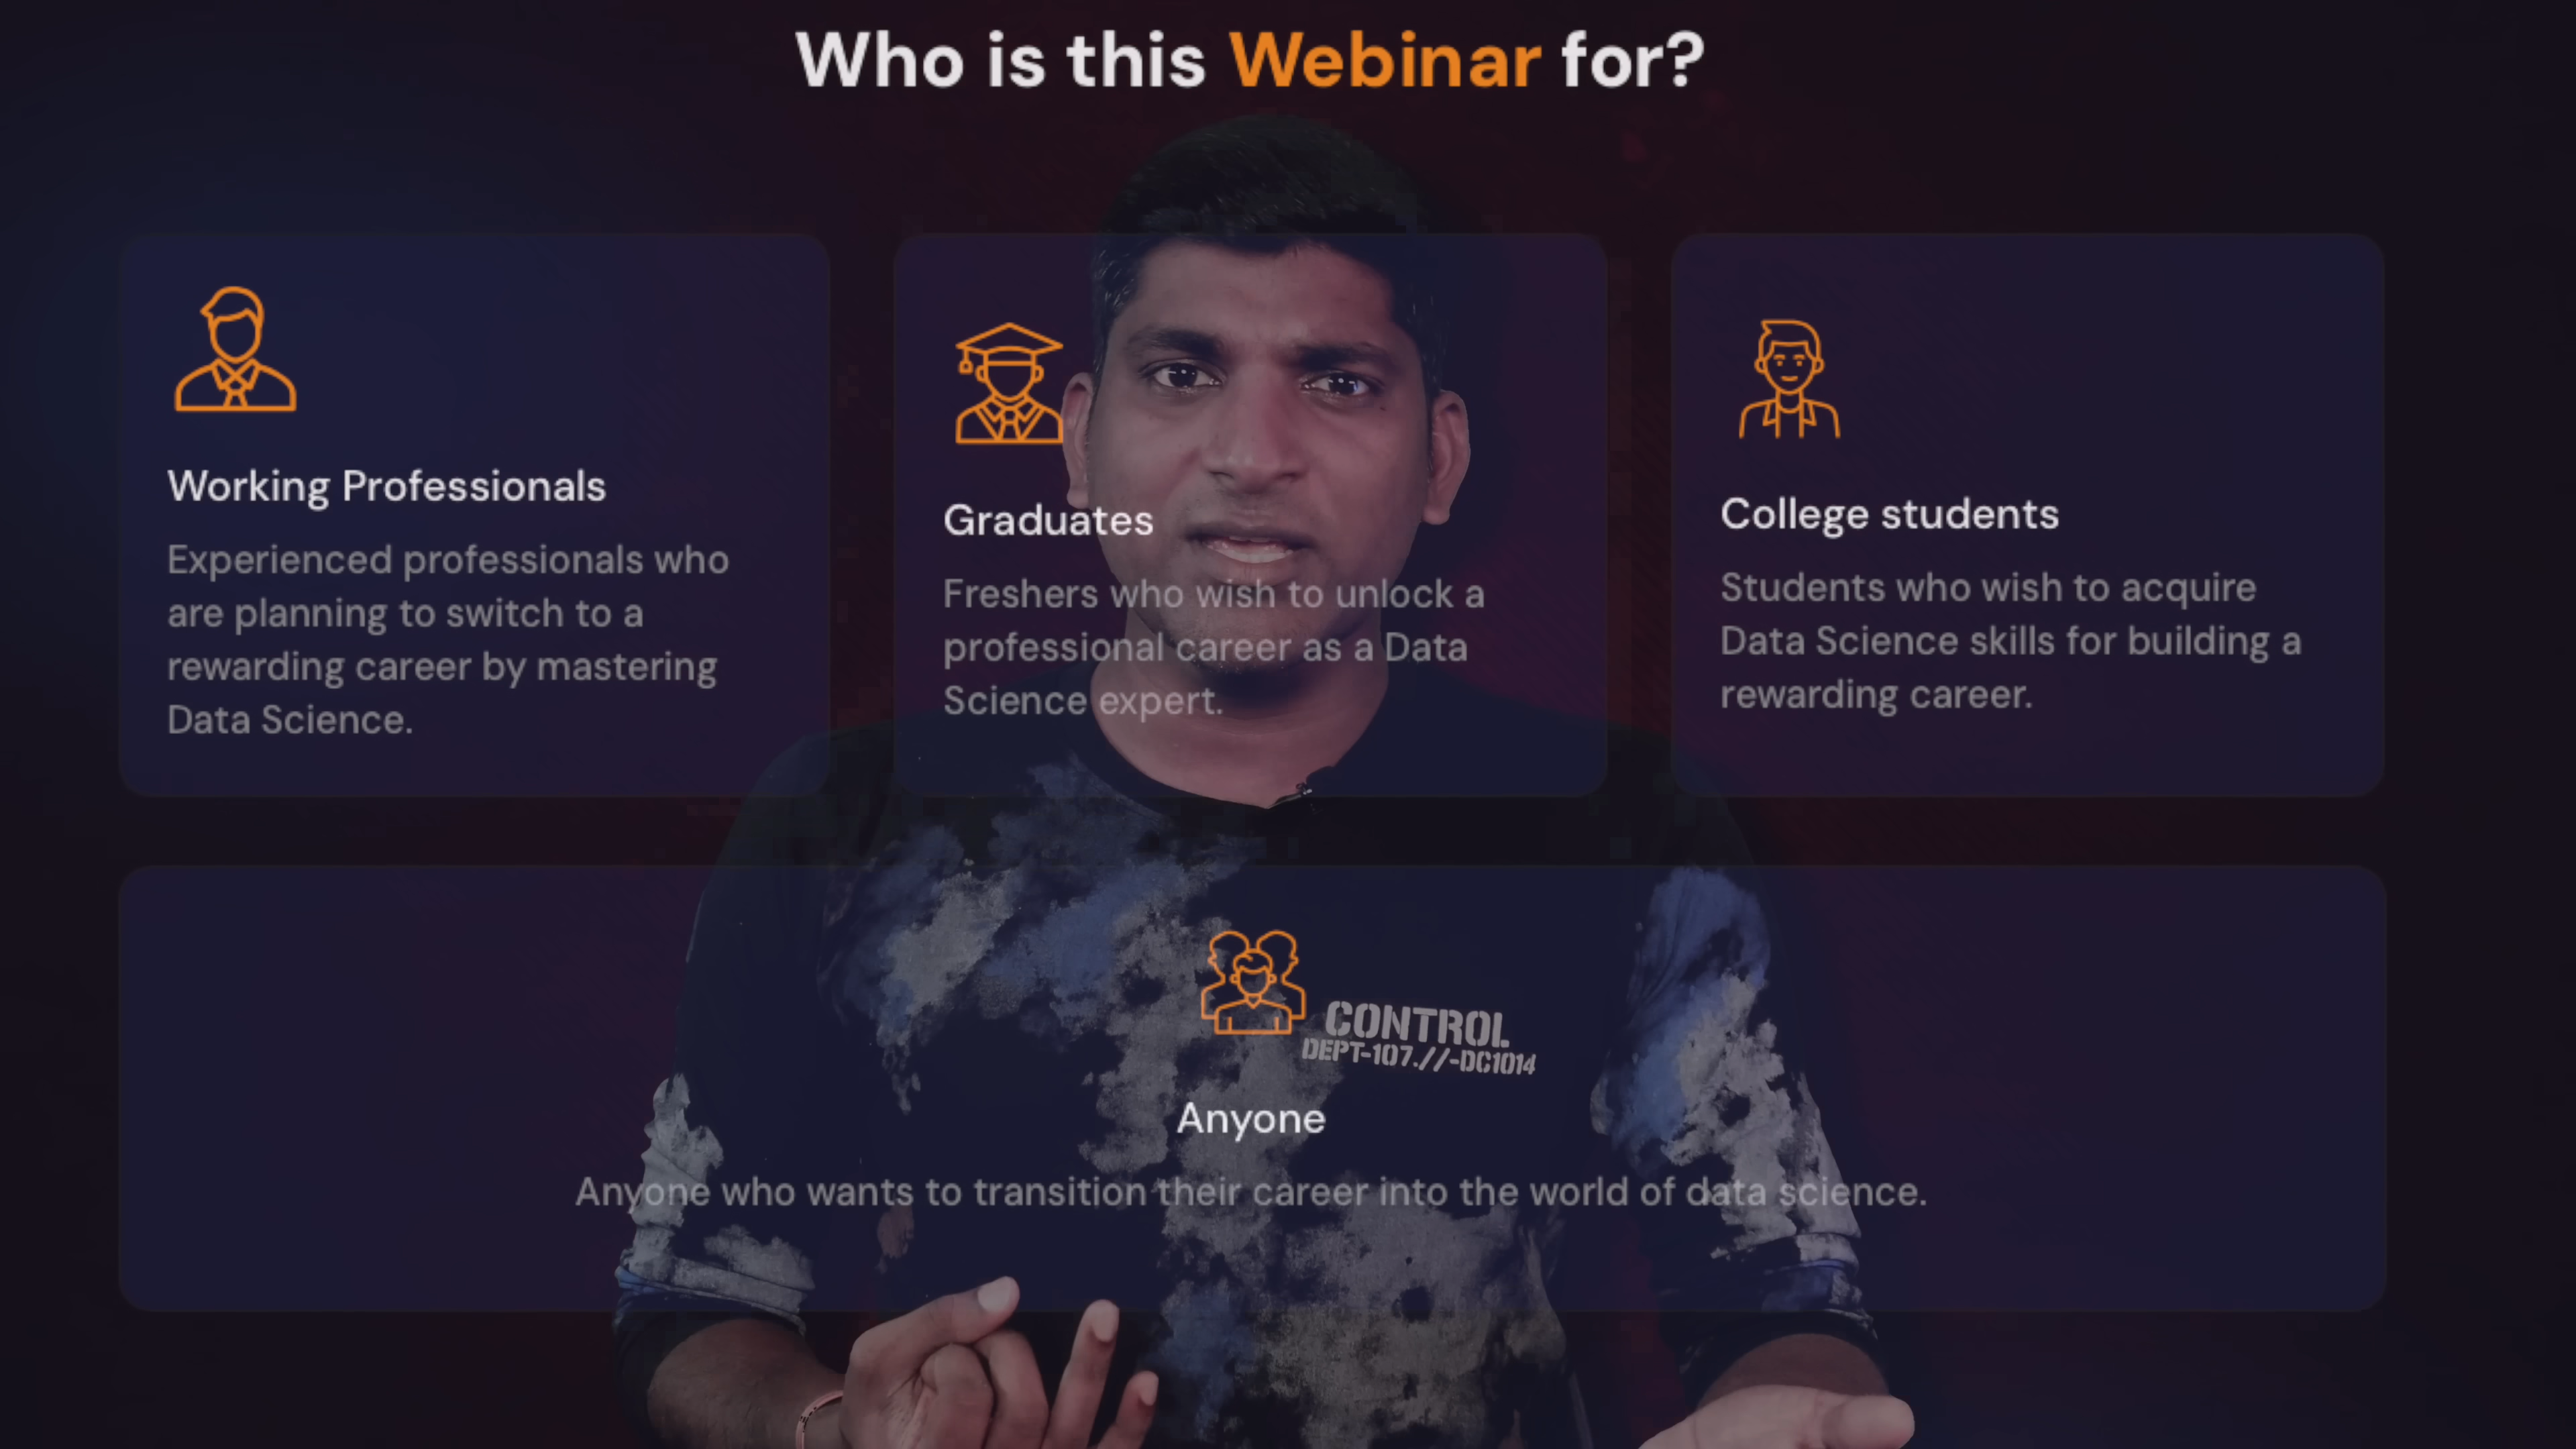 Who is this Webinar for?
Working Professionals
Experienced professionals who
are planning to switch to a
rewarding career by mastering
Data Science.
Graduates
Freshers who wish to unlock a
professional career as a Data
Science expert.
College students
Students who wish to acquire
Data Science skills for building a
rewarding career.
CONTROL
DEPT-107.//-DC1014
Anyone
Anyone who wants to transition their career into the world of data science.